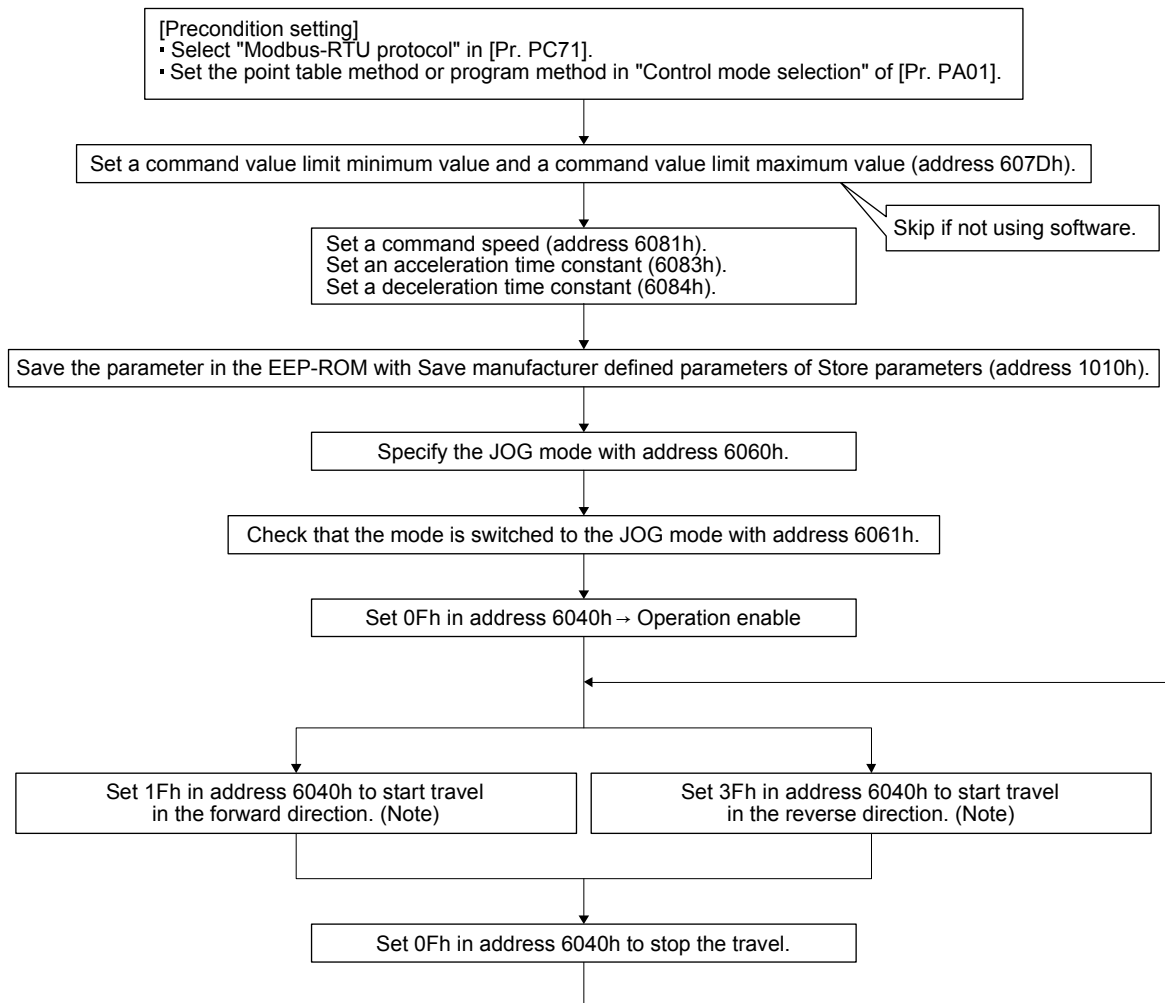 [Precondition setting]
▪ Select "Modbus-RTU protocol" in [Pr. PC71].
▪ Set the point table method or program method in "Control mode selection" of [Pr. PA01].
Set a command value limit minimum value and a command value limit maximum value (address 607Dh).
Skip if not using software.
Set a command speed (address 6081h).
Set an acceleration time constant (6083h).
Set a deceleration time constant (6084h).
Save the parameter in the EEP-ROM with Save manufacturer defined parameters of Store parameters (address 1010h).
Specify the JOG mode with address 6060h.
Check that the mode is switched to the JOG mode with address 6061h.
Set 0Fh in address 6040h → Operation enable
Set 1Fh in address 6040h to start travel
in the forward direction. (Note)
Set 3Fh in address 6040h to start travel
in the reverse direction. (Note)
Set 0Fh in address 6040h to stop the travel.